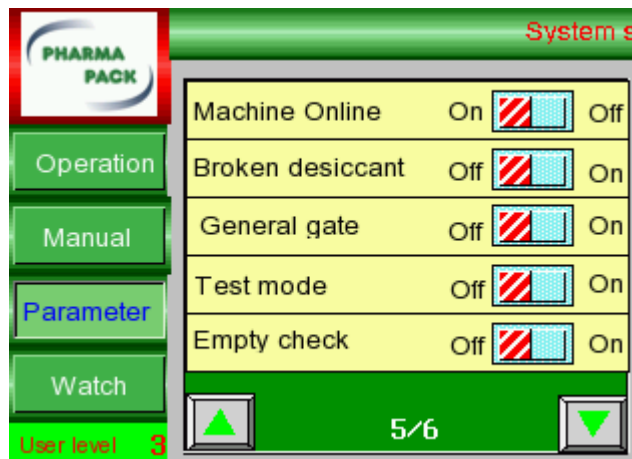 PHARMA
PACK
System s
Machine Online On Off
Operation
Broken desiccant Off On
Manual
General gate Off On
Parameter
Test mode Off On
Empty check Off On
Watch
5/6
User level 3